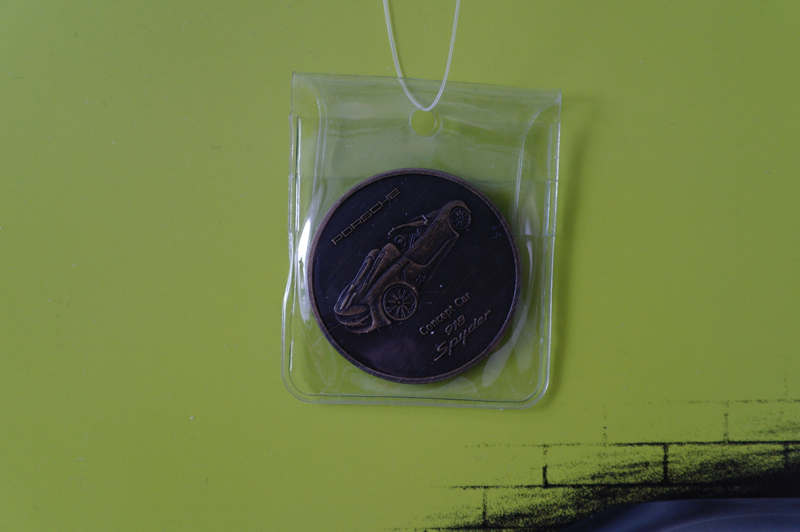 PORSCHE
Concept Car
918
Spyder